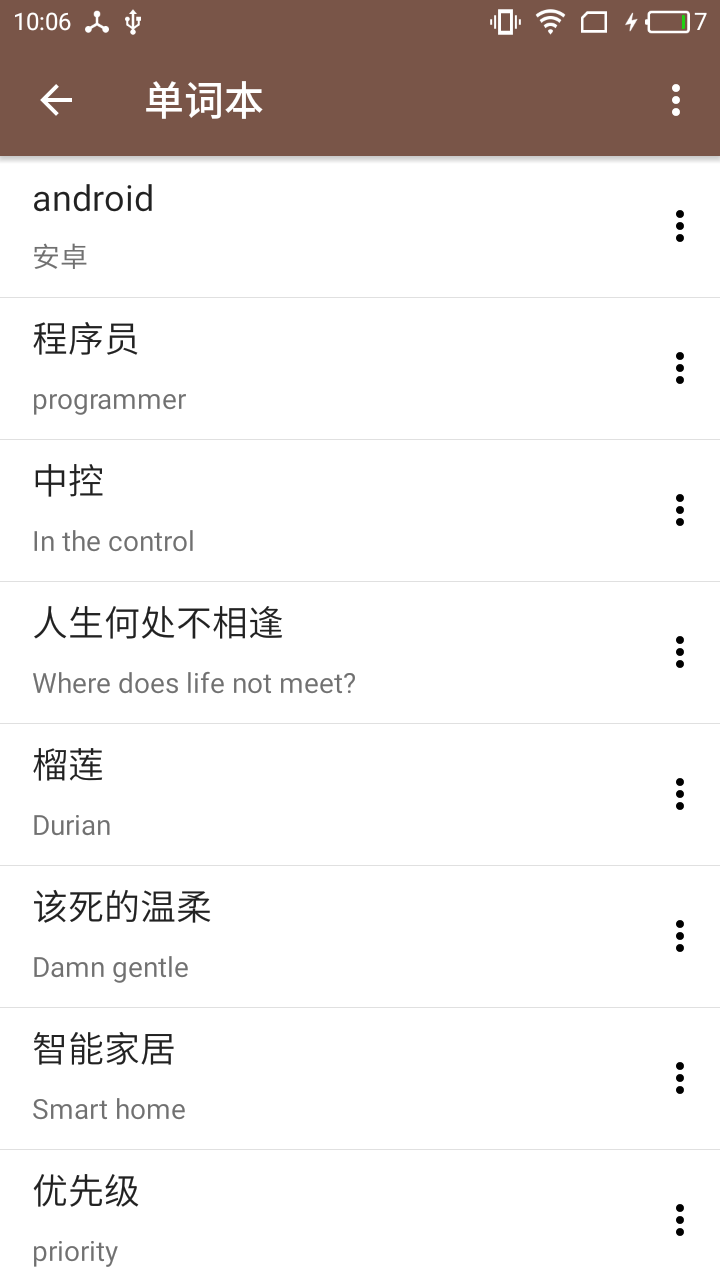 10:06 7
单词本
android
安卓
程序员
programmer
中控
In the control
人生何处不相逢
Where does life not meet?
榴莲
Durian
该死的温柔
Damn gentle
智能家居
Smart home
优先级
priority